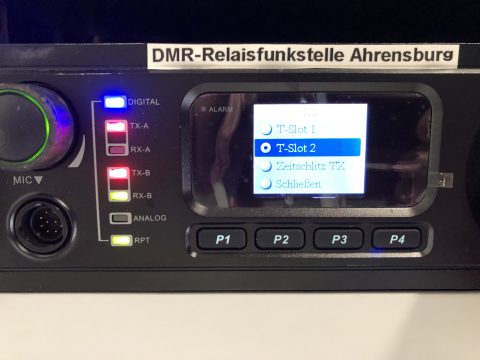 DMR-Relaisfunkstelle Ahrensburg
DIGITAL
TX-A
RX-A
TX-B
RX-B
ANALOG
RPT
MIC
ALARM
T-Slot 1
T-Slot 2
Zeitschlitz TX
Schließen
P1 P2 P3 P4